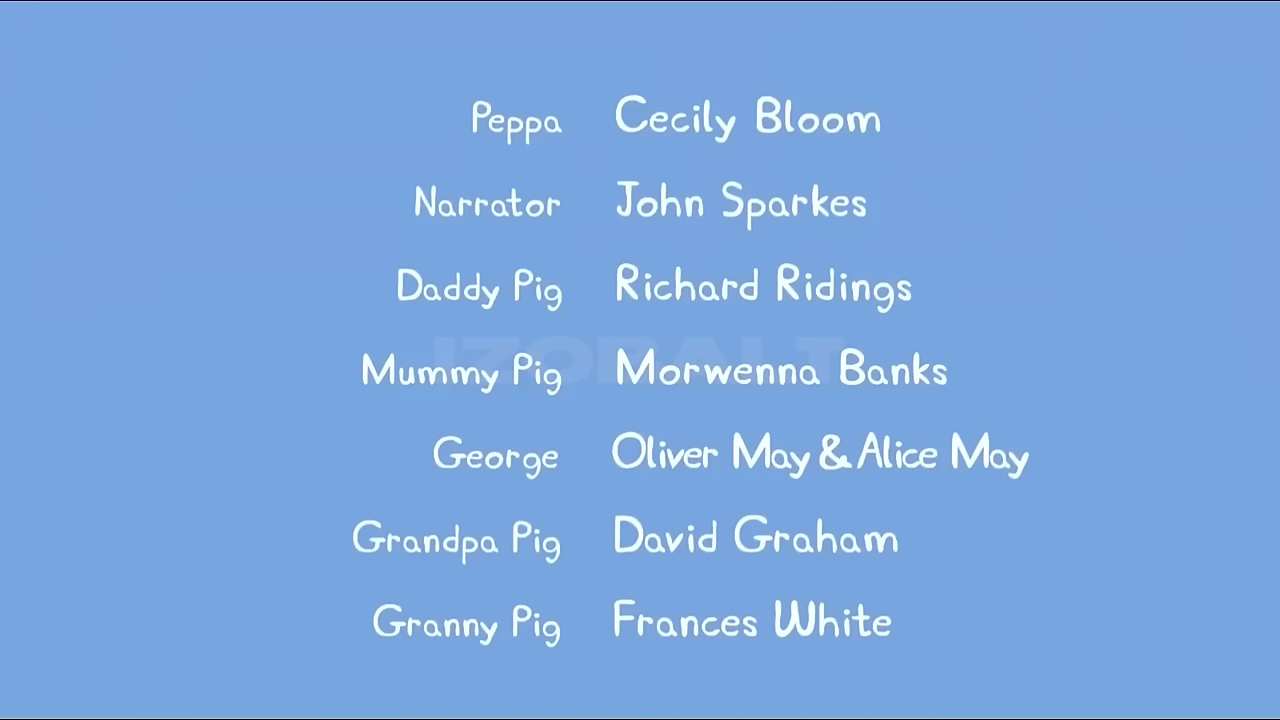 Peppa Cecily Bloom
Narrator John Sparkes
Daddy Pig Richard Ridings
Mummy Pig Morwenna Banks
George Oliver May & Alice May
Grandpa Pig David Graham
Granny Pig Frances White
IZOBALT